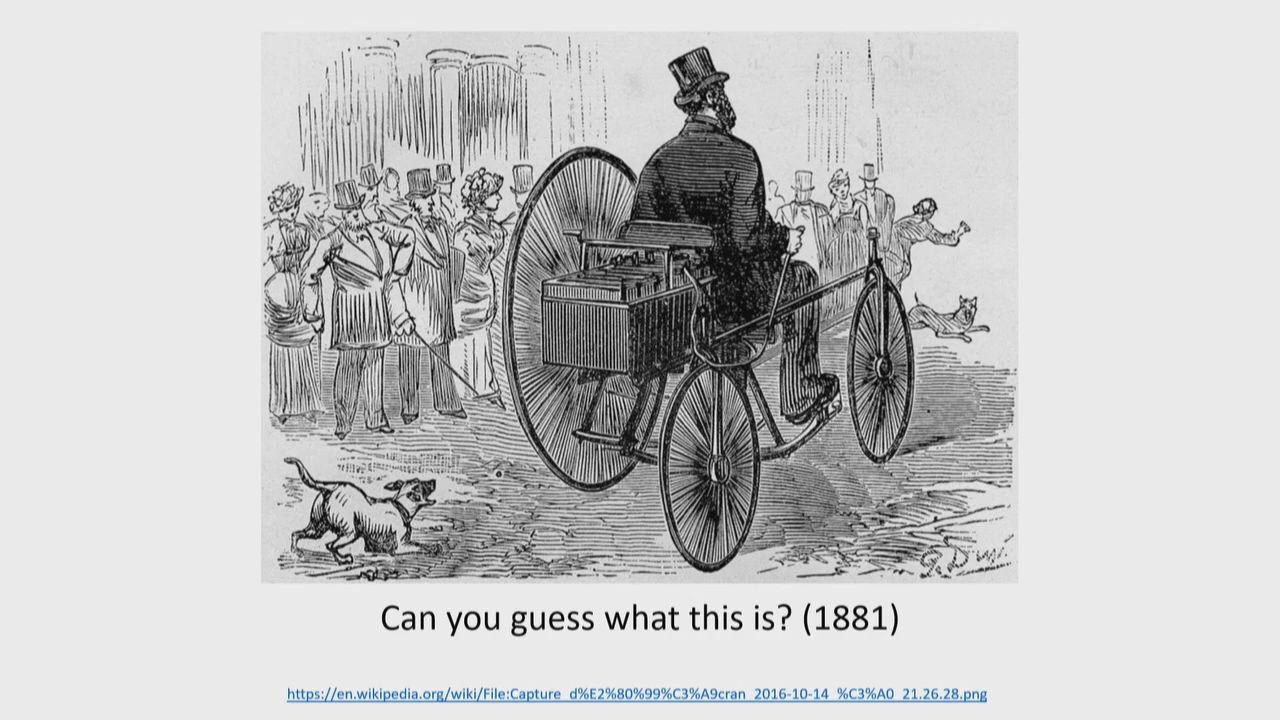 Can you guess what this is? (1881)
https://en.wikipedia.org/wiki/File:Capture_d%E2%80%99%C3%A9cran_2016-10-14_%C3%A0_21.26.28.png